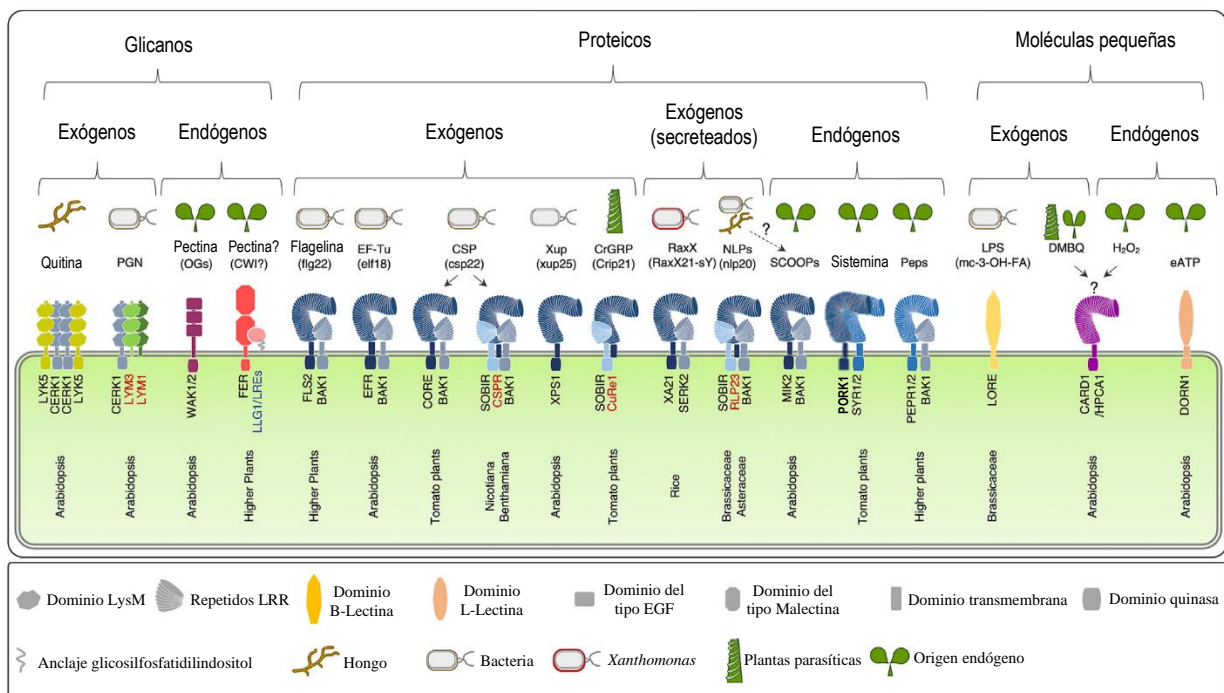 Glicanos
Proteicos
Moléculas pequeñas
Exógenos
Endógenos
Exógenos
Exógenos
(secreteados)
Endógenos
Exógenos
Endógenos
Quitina
PGN
Pectina
(OGs)
Pectina?
(CWI?)
Flagelina
(flg22)
EF-Tu
(elf18)
CSP
(csp22)
Xup
(xup25)
CrGRP
(Crip21)
RaxX
(RaxX21-sY)
NLPs
(nlp20)
?
SCOOPs
Sistemina
Peps
LPS
(mc-3-OH-FA)
DMBQ
H₂O₂
?
eATP
LYK5
CERK1
CERK1
LYK5
CERK1
LYM3
LYM1
WAK1/2
FER
LLG1/LREs
FLS2
BAK1
EFR
BAK1
CORE
BAK1
SOBIR
CSPR
BAK1
XPS1
SOBIR
CuRe1
XA21
SERK2
SOBIR
RLP23
BAK1
MIK2
BAK1
PORK1
SYR1/2
PEPR1/2
BAK1
LORE
CARD1
/HPCA1
DORN1
Arabidopsis
Arabidopsis
Arabidopsis
Higher Plants
Higher Plants
Arabidopsis
Tomato plants
Nicotiana
Benthamiana
Arabidopsis
Tomato plants
Rice
Brassicaceae
Asteraceae
Arabidopsis
Tomato plants
Higher plants
Brassicaceae
Arabidopsis
Arabidopsis
Dominio LysM
Repetidos LRR
Dominio
B-Lectina
Dominio
L-Lectina
Dominio del
tipo EGF
Dominio del
tipo Malectina
Dominio transmembrana
Dominio quinasa
Anclaje glicosilfosfatidilindositol
Hongo
Bacteria
Xanthomonas
Plantas parasíticas
Origen endógeno